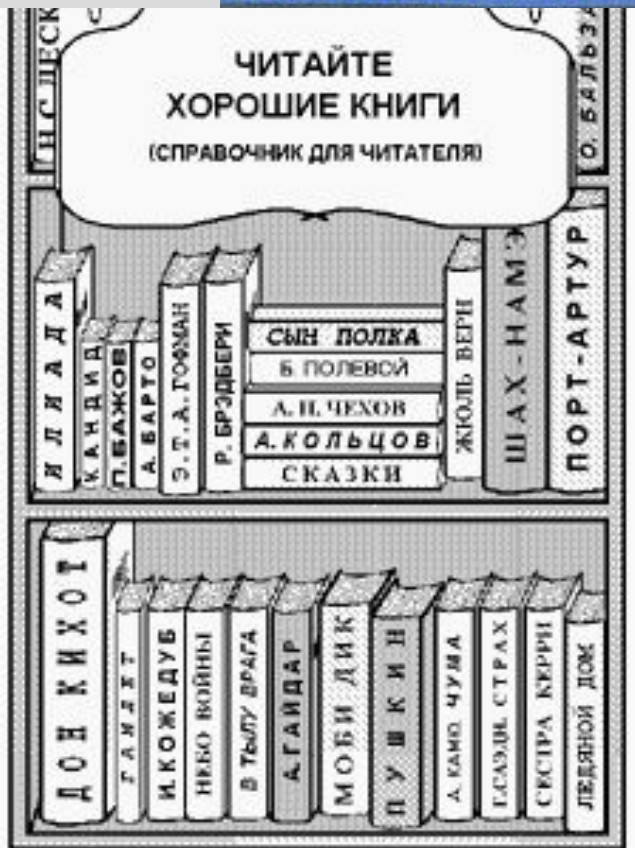 Н С ЛЕСК
ЧИТАЙТЕ
ХОРОШИЕ КНИГИ
(СПРАВОЧНИК ДЛЯ ЧИТАТЕЛЯ)
О. БАЛЬЗА
ИЛИАДА
КАНДИД
П. БАЖОВ
А. БАРТО
Э. Т. А. ГОФМАН
Р. БРЭДБЕРИ
СЫН ПОЛКА
Б. ПОЛЕВОЙ
А. П. ЧЕХОВ
А. КОЛЬЦОВ
СКАЗКИ
ЖЮЛЬ ВЕРН
ШАХ-НАМЭ
ПОРТ-АРТУР
ДОН КИХОТ
ГАМЛЕТ
И. КОЖЕДУБ
НЕБО ВОЙНЫ
В ТЫЛУ ВРАГА
А. ГАЙДАР
МОБИ ДИК
ПУШКИН
А. КАМЮ. ЧУМА
СТРАХ
СЕСТРА КЕРРИ
ЛЕДЯНОЙ ДОМ